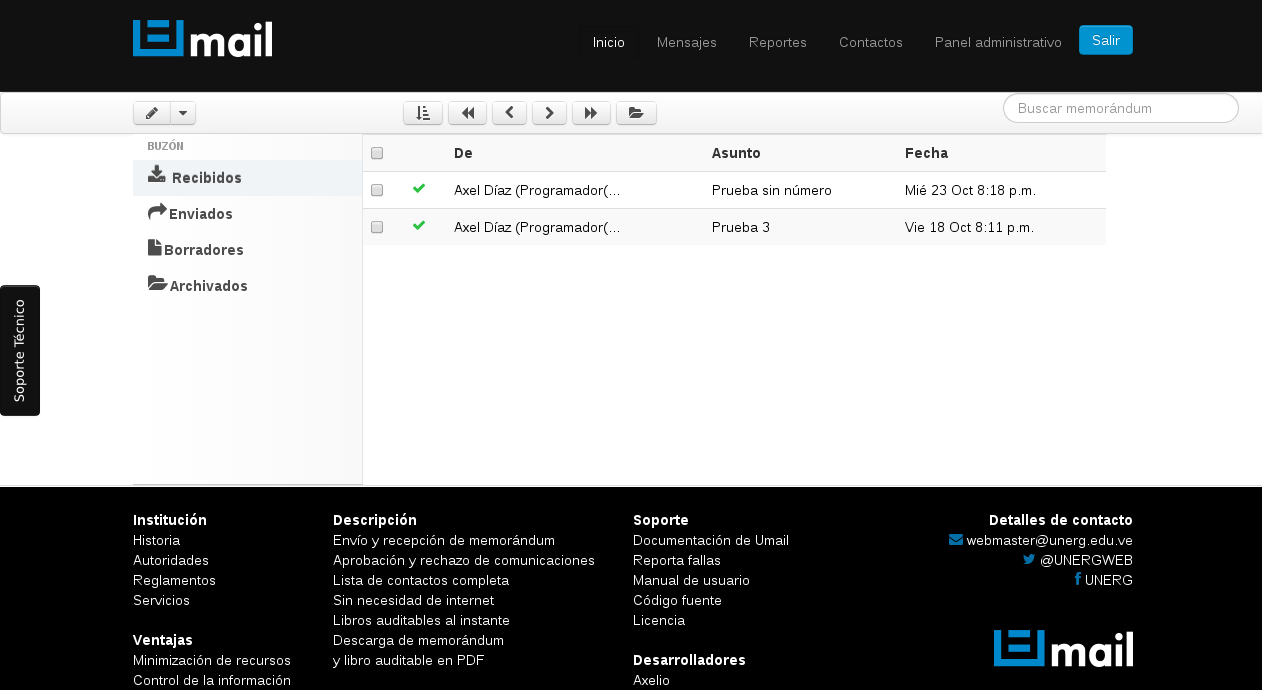 mail
Inicio Mensajes Reportes Contactos Panel administrativo Salir
Buscar memorándum
BUZÓN
Recibidos
Enviados
Borradores
Archivados
De Asunto Fecha
Axel Díaz (Programador(... Prueba sin número Mié 23 Oct 8:18 p.m.
Axel Díaz (Programador(... Prueba 3 Vie 18 Oct 8:11 p.m.
Soporte Técnico
Institución
Historia
Autoridades
Reglamentos
Servicios
Ventajas
Minimización de recursos
Control de la información
Descripción
Envío y recepción de memorándum
Aprobación y rechazo de comunicaciones
Lista de contactos completa
Sin necesidad de internet
Libros auditables al instante
Descarga de memorándum
y libro auditable en PDF
Soporte
Documentación de Umail
Reporta fallas
Manual de usuario
Código fuente
Licencia
Desarrolladores
Axelio
Detalles de contacto
webmaster@unerg.edu.ve
@UNERGWEB
UNERG
mail